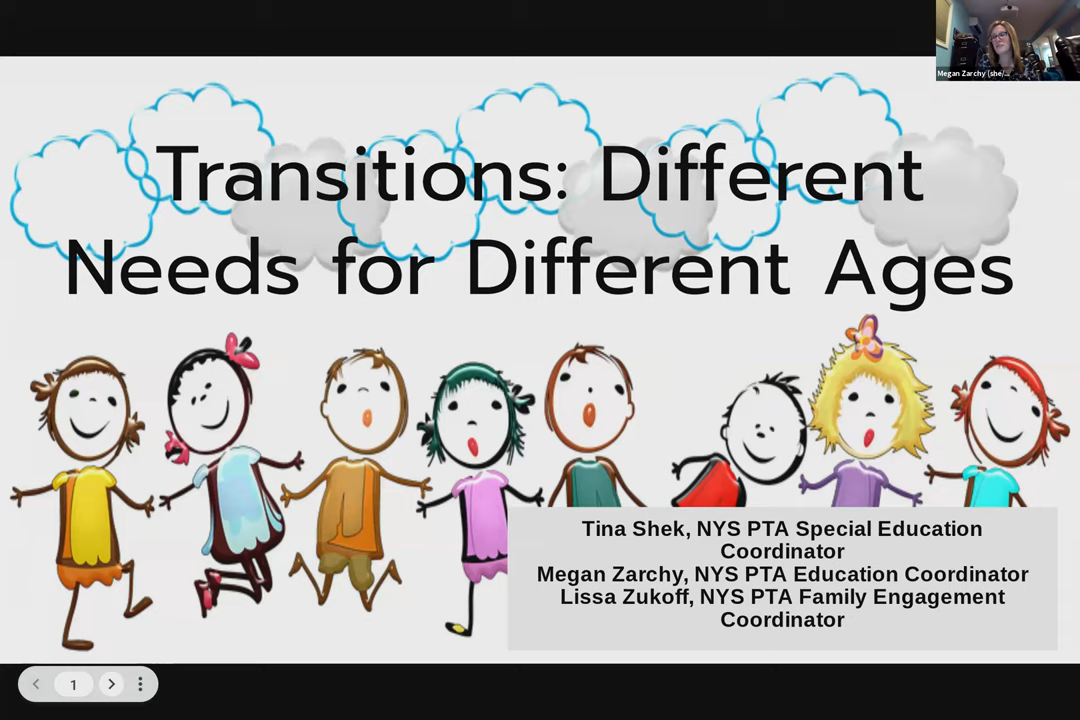 Megan Zarchy (she/...
Transitions: Different
Needs for Different Ages
Tina Shek, NYS PTA Special Education
Coordinator
Megan Zarchy, NYS PTA Education Coordinator
Lissa Zukoff, NYS PTA Family Engagement
Coordinator
1